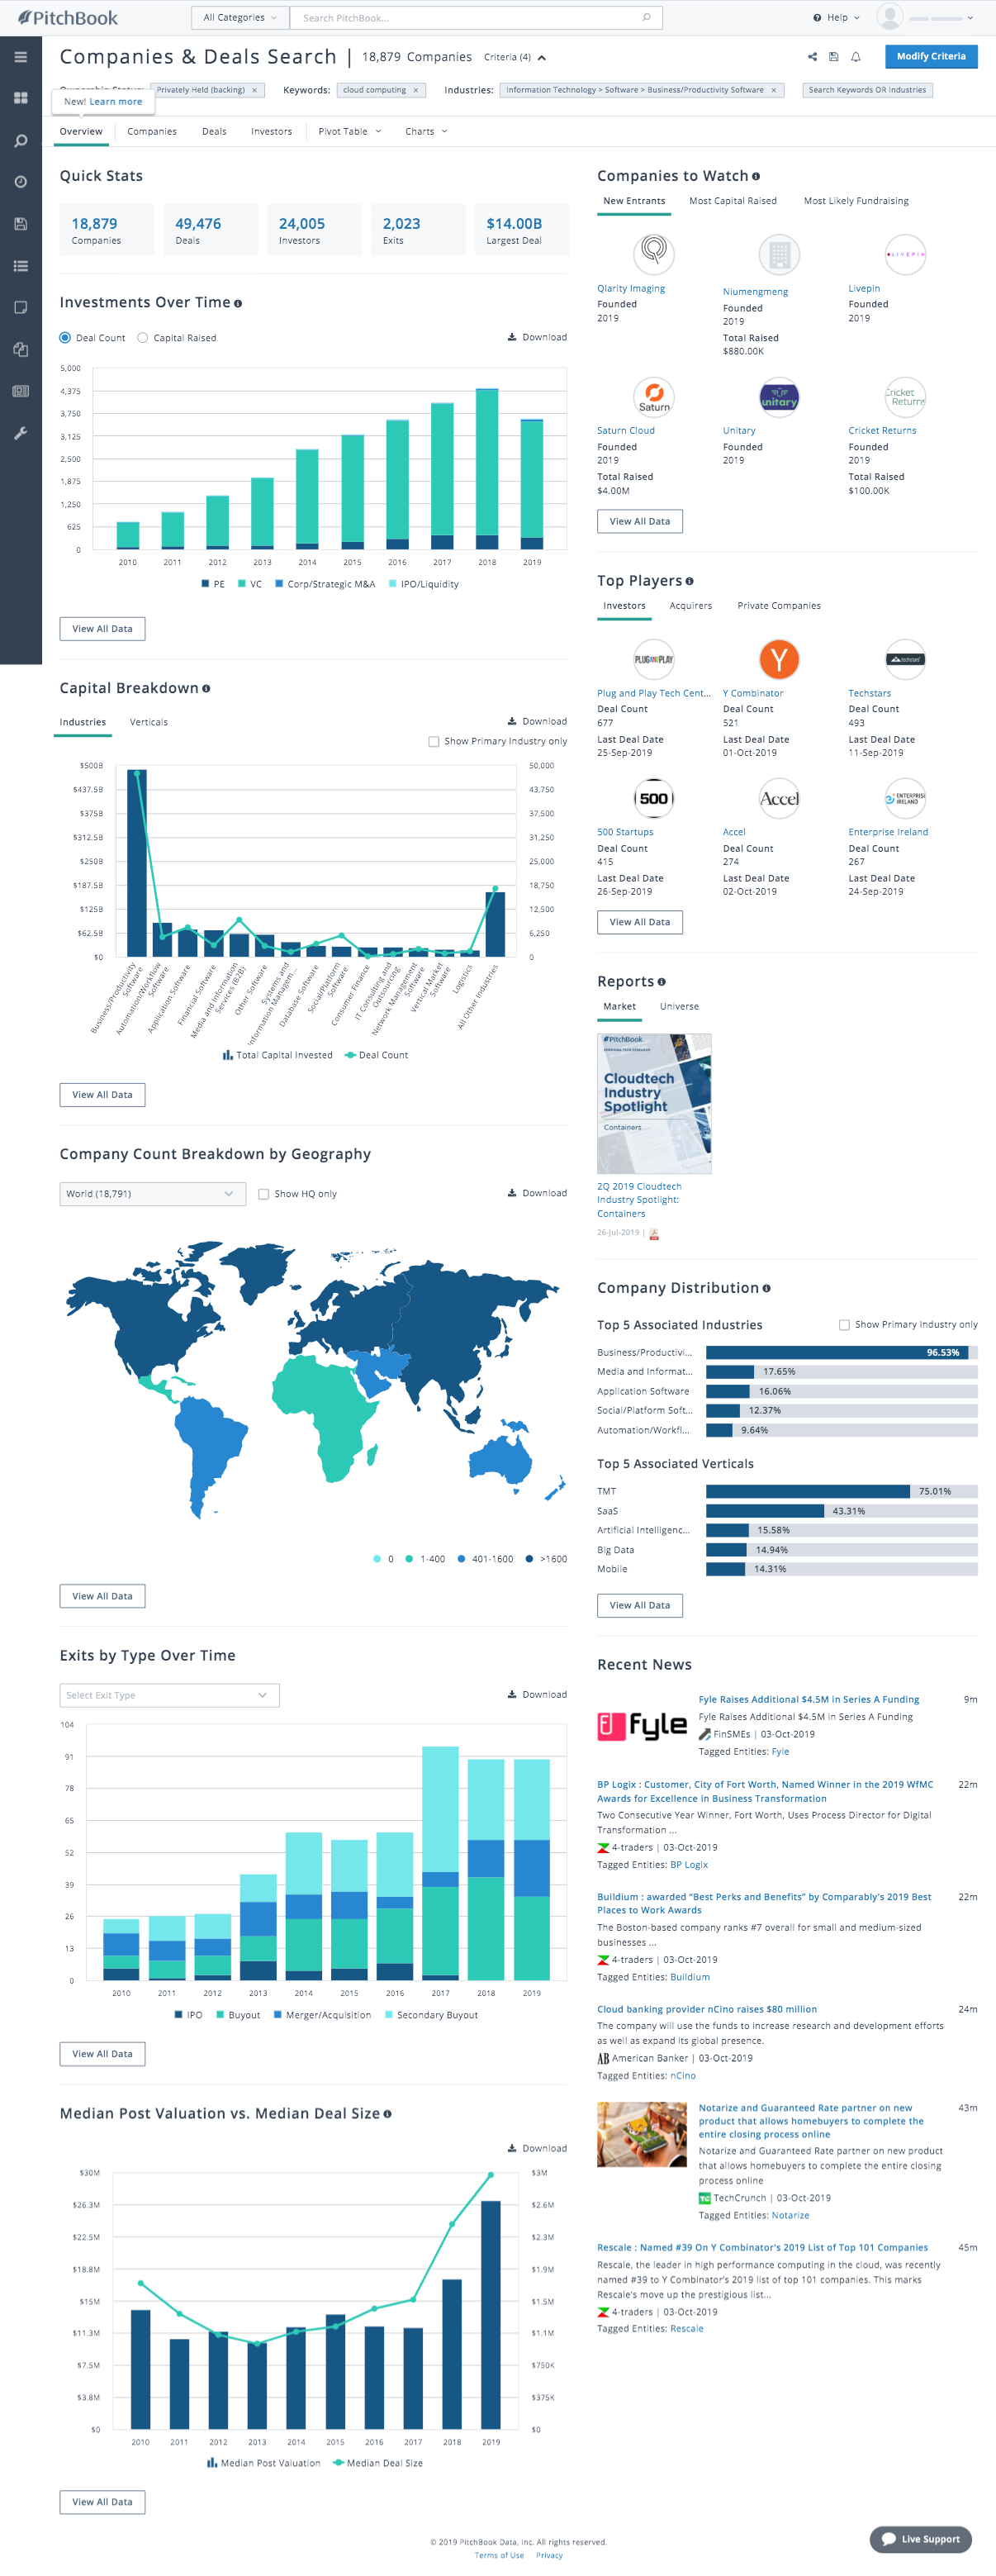 PitchBook
All Categories
Search PitchBook...
Help
Companies & Deals Search | 18,879 Companies Criteria (4)
Modify Criteria
Privately Held (backing) ×
Keywords: cloud computing ×
Industries: Information Technology > Software > Business/Productivity Software ×
Search Keywords OR Industries
New! Learn more
Overview Companies Deals Investors Pivot Table Charts
Quick Stats
18,879 49,476 24,005 2,023 $14.00B
Companies Deals Investors Exits Largest Deal
Investments Over Time
Deal Count Capital Raised Download
5,000
4,375
3,750
3,125
2,500
1,875
1,250
625
0
2010 2011 2012 2013 2014 2015 2016 2017 2018 2019
PE VC Corp/Strategic M&A IPO/Liquidity
View All Data
Capital Breakdown
Industries Verticals Download
Show Primary Industry only
$500B 50,000
$437.5B 43,750
$375B 37,500
$312.5B 31,250
$250B 25,000
$187.5B 18,750
$125B 12,500
$62.5B 6,250
$0 0
Business/Productivity Software
Automation/Workflow Software
Application Software
Financial Software
Media and Information Services (B2B)
Other Software
Systems and Information Managem...
Database Software
Social/Platform Software
Consumer Finance
IT Consulting and Outsourcing
Network Management Software
Vertical Market Software
Logistics
All Other Industries
Total Capital Invested Deal Count
View All Data
Company Count Breakdown by Geography
World (18,791) Show HQ only Download
0 1-400 401-1600 >1600
View All Data
Exits by Type Over Time
Select Exit Type Download
104
91
78
65
52
39
26
13
0
2010 2011 2012 2013 2014 2015 2016 2017 2018 2019
IPO Buyout Merger/Acquisition Secondary Buyout
View All Data
Median Post Valuation vs. Median Deal Size
Download
$30M $3M
$26.3M $2.6M
$22.5M $2.3M
$18.8M $1.9M
$15M $1.5M
$11.3M $1.1M
$7.5M $750K
$3.8M $375K
$0 $0
2010 2011 2012 2013 2014 2015 2016 2017 2018 2019
Median Post Valuation Median Deal Size
View All Data
Companies to Watch
New Entrants Most Capital Raised Most Likely Fundraising
LIVEPIN
Qlarity Imaging
Founded
2019
Niumengmeng
Founded
2019
Total Raised
$880.00K
Livepin
Founded
2019
Saturn
unitary
Cricket
Returns
Saturn Cloud
Founded
2019
Total Raised
$4.00M
Unitary
Founded
2019
Cricket Returns
Founded
2019
Total Raised
$100.00K
View All Data
Top Players
Investors Acquirers Private Companies
PLUGANDPLAY
Y
techstars
Plug and Play Tech Cent...
Deal Count
677
Last Deal Date
25-Sep-2019
Y Combinator
Deal Count
521
Last Deal Date
01-Oct-2019
Techstars
Deal Count
493
Last Deal Date
11-Sep-2019
500
Accel
ENTERPRISE
IRELAND
500 Startups
Deal Count
415
Last Deal Date
26-Sep-2019
Accel
Deal Count
274
Last Deal Date
02-Oct-2019
Enterprise Ireland
Deal Count
267
Last Deal Date
24-Sep-2019
View All Data
Reports
Market Universe
PitchBook
Cloudtech
Industry
Spotlight
Containers
2Q 2019 Cloudtech
Industry Spotlight:
Containers
26-Jul-2019 |
Company Distribution
Top 5 Associated Industries Show Primary Industry only
Business/Productivi... 96.53%
Media and Informat... 17.65%
Application Software 16.06%
Social/Platform Soft... 12.37%
Automation/Workfl... 9.64%
Top 5 Associated Verticals
TMT 75.01%
SaaS 43.31%
Artificial Intelligenc... 15.58%
Big Data 14.94%
Mobile 14.31%
View All Data
Recent News
Fyle
Fyle Raises Additional $4.5M in Series A Funding 9m
Fyle Raises Additional $4.5M in Series A Funding
FinSMEs | 03-Oct-2019
Tagged Entities: Fyle
BP Logix : Customer, City of Fort Worth, Named Winner in the 2019 WfMC 22m
Awards for Excellence in Business Transformation
Two Consecutive Year Winner, Fort Worth, Uses Process Director for Digital
Transformation ...
4-traders | 03-Oct-2019
Tagged Entities: BP Logix
Buildium : awarded “Best Perks and Benefits” by Comparably's 2019 Best 22m
Places to Work Awards
The Boston-based company ranks #7 overall for small and medium-sized
businesses ...
4-traders | 03-Oct-2019
Tagged Entities: Buildium
Cloud banking provider nCino raises $80 million 24m
The company will use the funds to increase research and development efforts
as well as expand its global presence.
AB American Banker | 03-Oct-2019
Tagged Entities: nCino
Notarize and Guaranteed Rate partner on new 43m
product that allows homebuyers to complete the
entire closing process online
Notarize and Guaranteed Rate partner on new product
that allows homebuyers to complete the entire closing
process online
TechCrunch | 03-Oct-2019
Tagged Entities: Notarize
Rescale : Named #39 On Y Combinator's 2019 List of Top 101 Companies 45m
Rescale, the leader in high performance computing in the cloud, was recently
named #39 to Y Combinator's 2019 list of top 101 companies. This marks
Rescale's move up the prestigious list...
4-traders | 03-Oct-2019
Tagged Entities: Rescale
© 2019 PitchBook Data, Inc. All rights reserved.
Terms of Use Privacy
Live Support